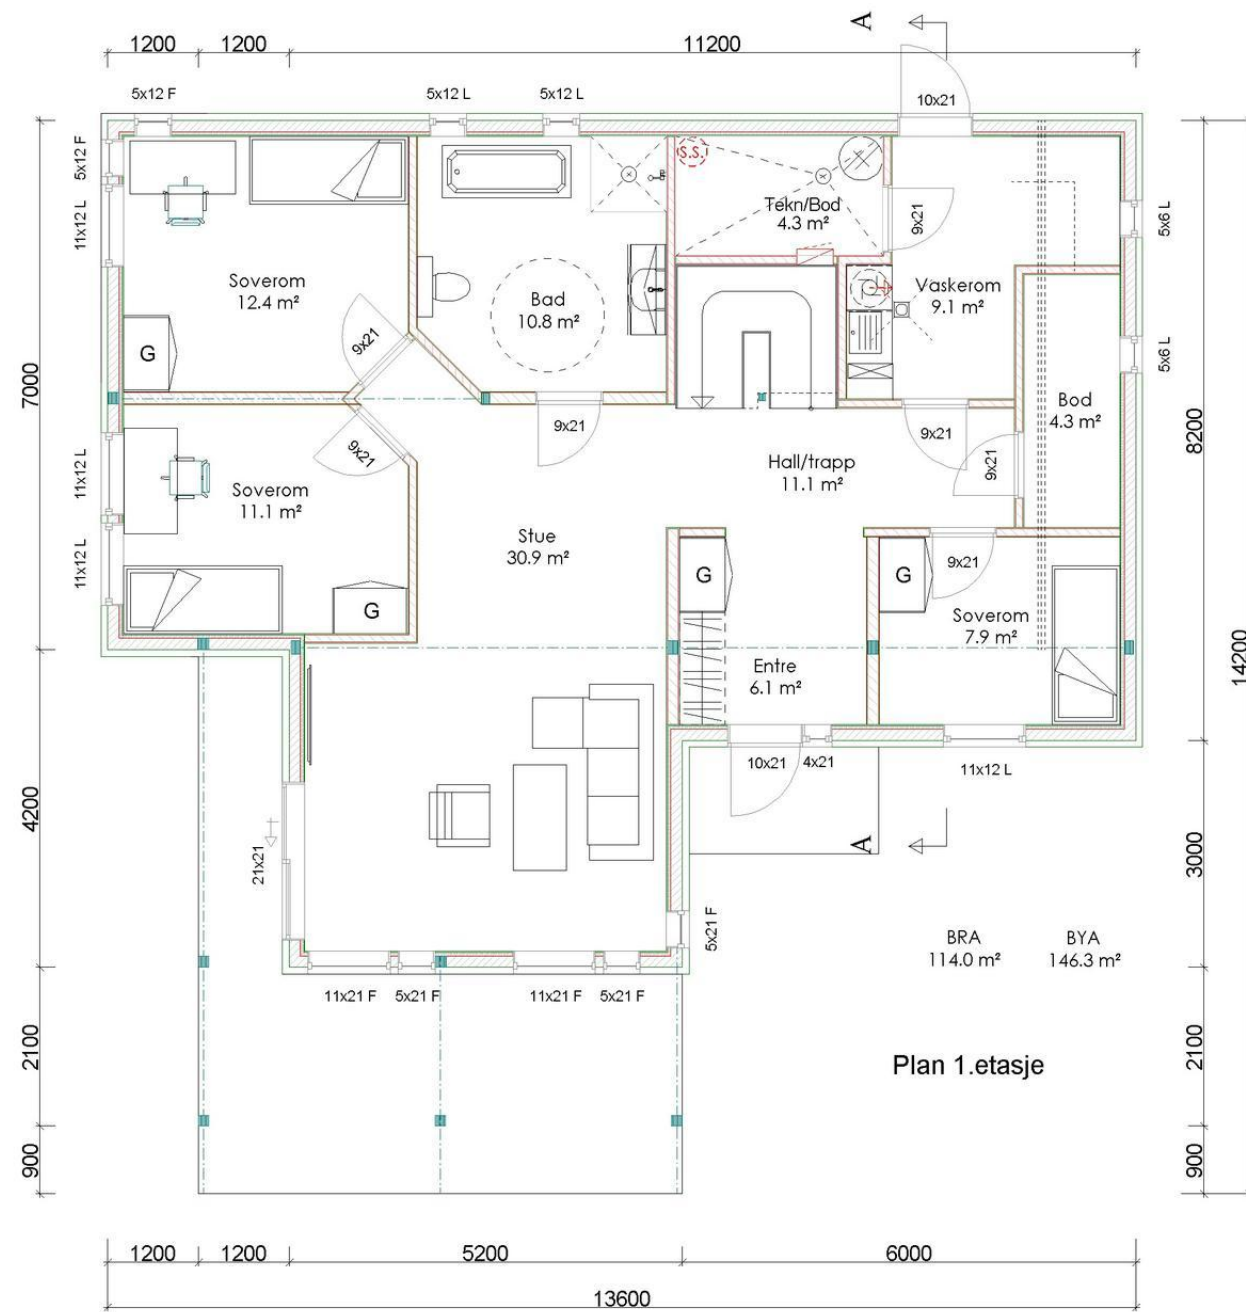 1200
1200
11200
A
5x12 F
5x12 L
5x12 L
10x21
5x12 F
11x12 L
S.S.
Tekn/Bod
4.3 m²
9x21
5x6 L
Soverom
12.4 m²
Bad
10.8 m²
Vaskerom
9.1 m²
G
9x21
5x6 L
7000
Bod
4.3 m²
8200
9x21
9x21
9x21
9x21
11x12 L
Soverom
11.1 m²
Hall/trapp
11.1 m²
Stue
30.9 m²
11x12 L
G
G
G
9x21
Soverom
7.9 m²
Entre
6.1 m²
14200
10x21
4x21
11x12 L
4200
21x21
A
3000
5x21 F
BRA
114.0 m²
BYA
146.3 m²
11x21 F
5x21 F
11x21 F
5x21 F
2100
2100
Plan 1.etasje
900
900
1200
1200
5200
6000
13600